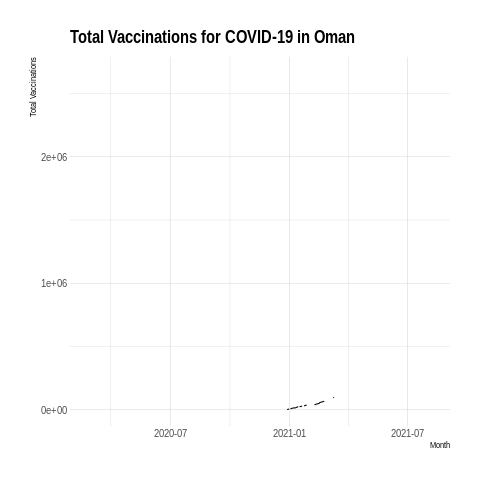 Total Vaccinations for COVID-19 in Oman
Total Vaccinations
2e+06
1e+06
0e+00
2020-07 2021-01 2021-07
Month